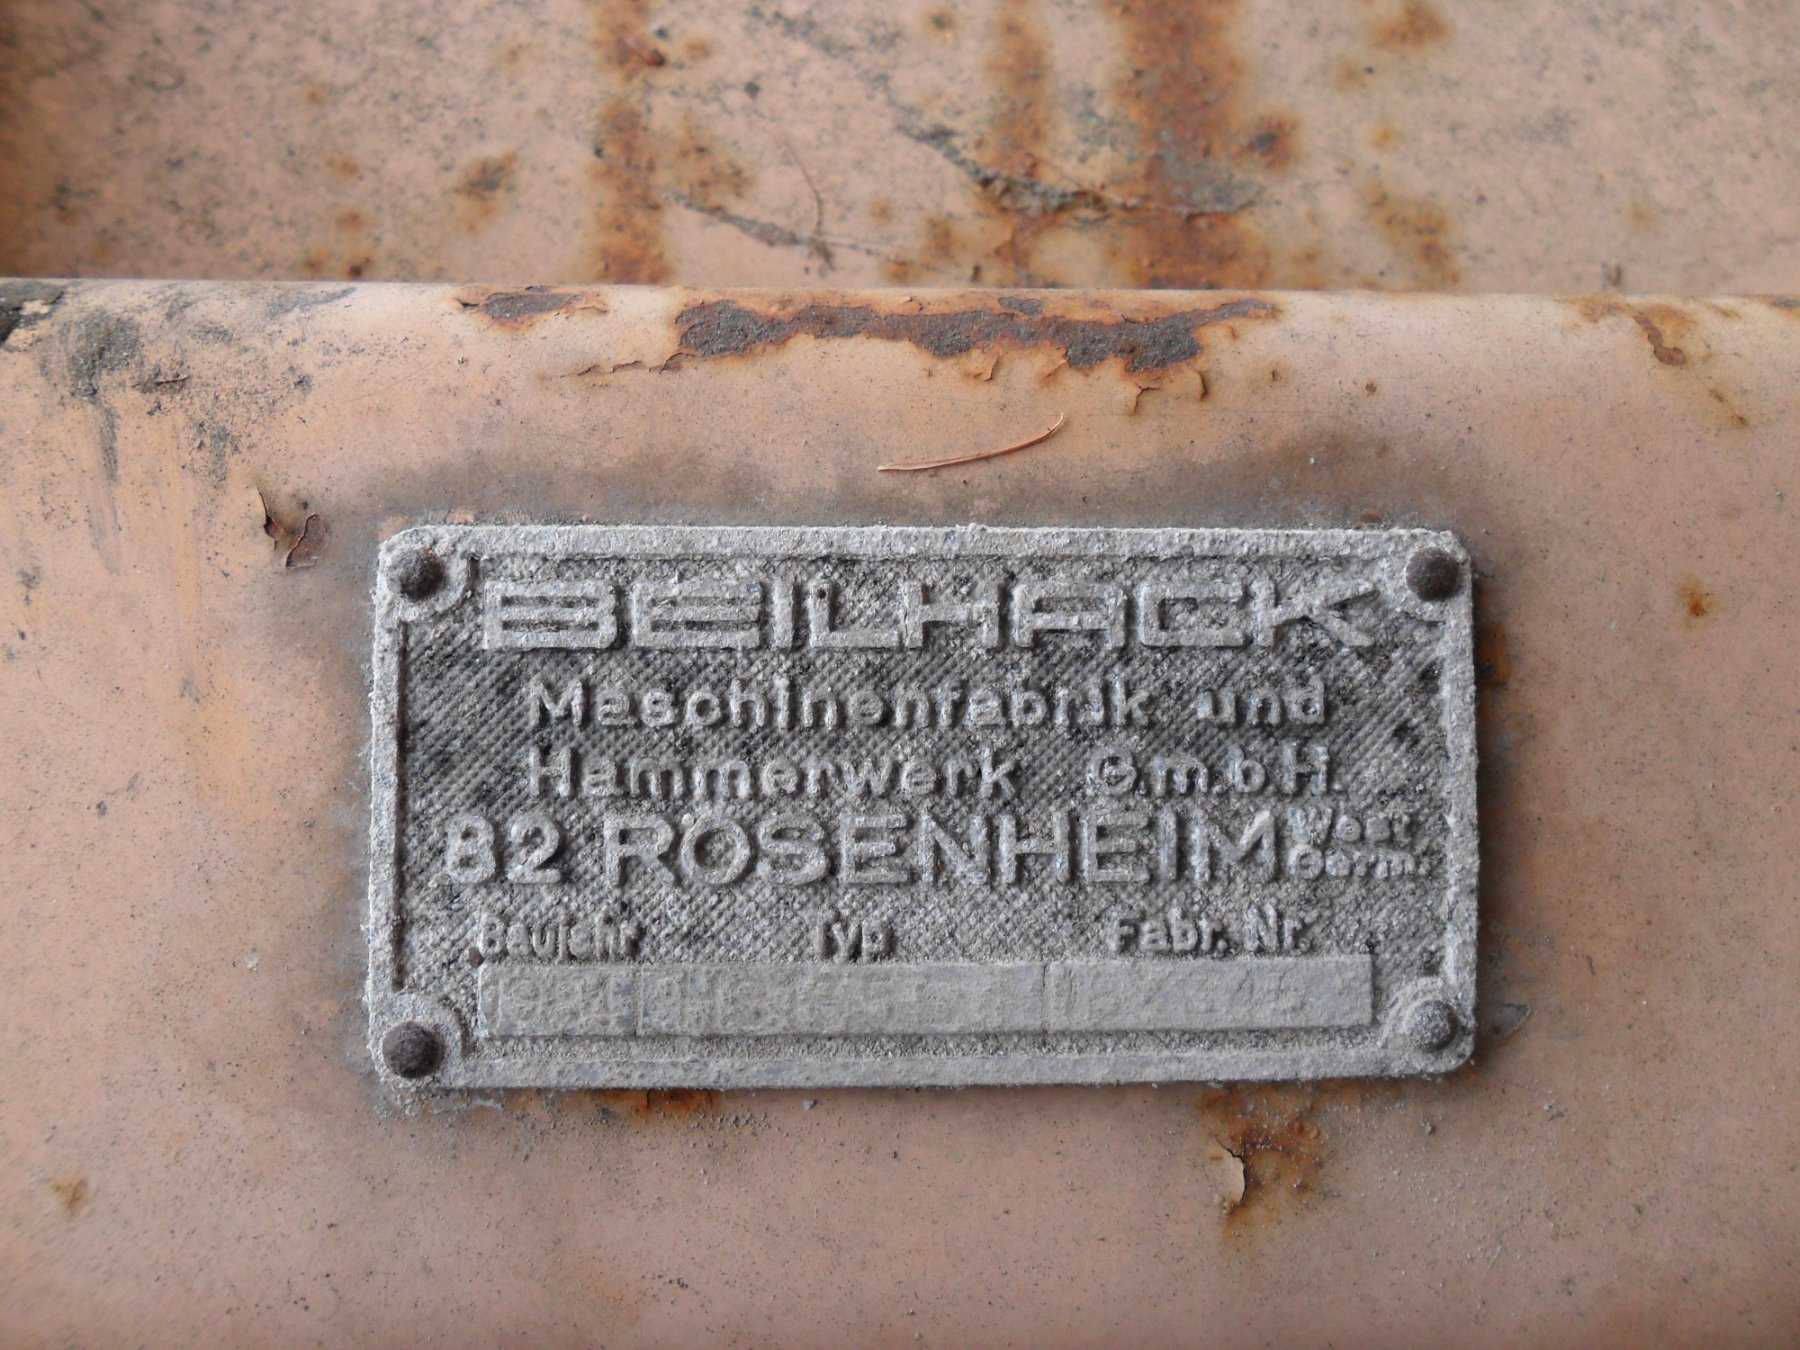 BEILHACK
Maschinenfabrik und
Hammerwerk G.m.b.H.
82 ROSENHEIM West Germ.
Baujahr Typ Fabr. Nr.